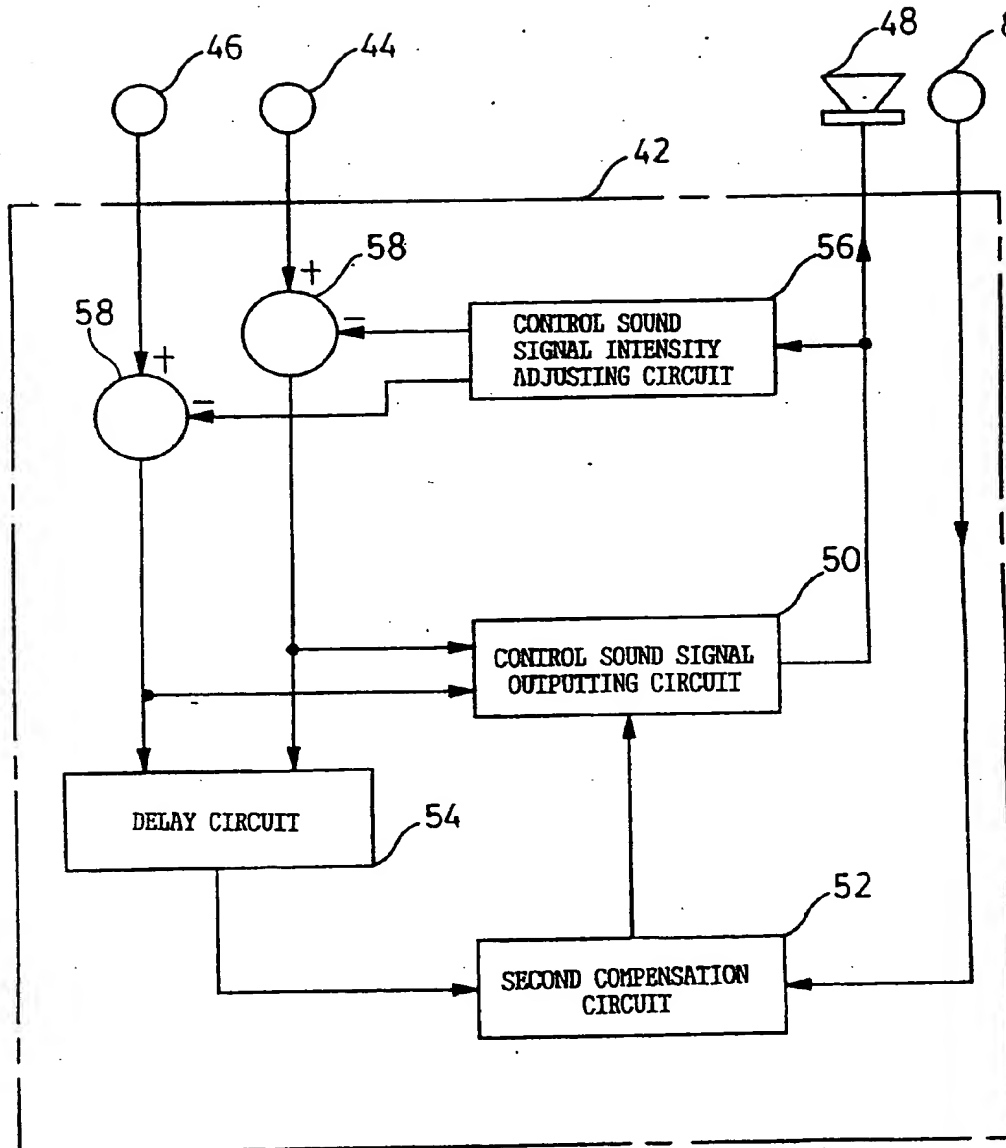 46
44
48
42
+
58
56
58
+
−
CONTROL SOUND
SIGNAL INTENSITY
ADJUSTING CIRCUIT
−
50
CONTROL SOUND SIGNAL
OUTPUTTING CIRCUIT
DELAY CIRCUIT
54
52
SECOND COMPENSATION
CIRCUIT